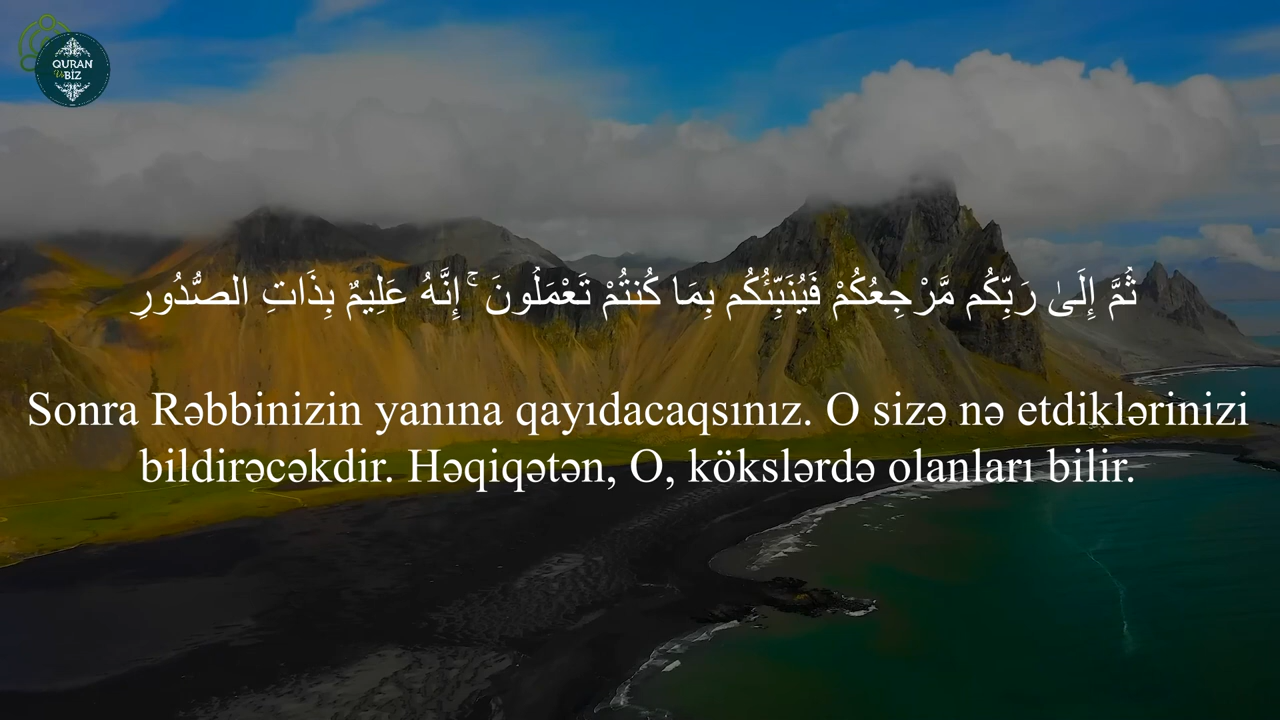 QURAN
Və BİZ
ثُمَّ إِلَىٰ رَبِّكُم مَّرْجِعُكُمْ فَيُنَبِّئُكُم بِمَا كُنتُمْ تَعْمَلُونَ ۚ إِنَّهُ عَلِيمٌ بِذَاتِ الصُّدُورِ
Sonra Rəbbinizin yanına qayıdacaqsınız. O sizə nə etdiklərinizi
bildirəcəkdir. Həqiqətən, O, kökslərdə olanları bilir.